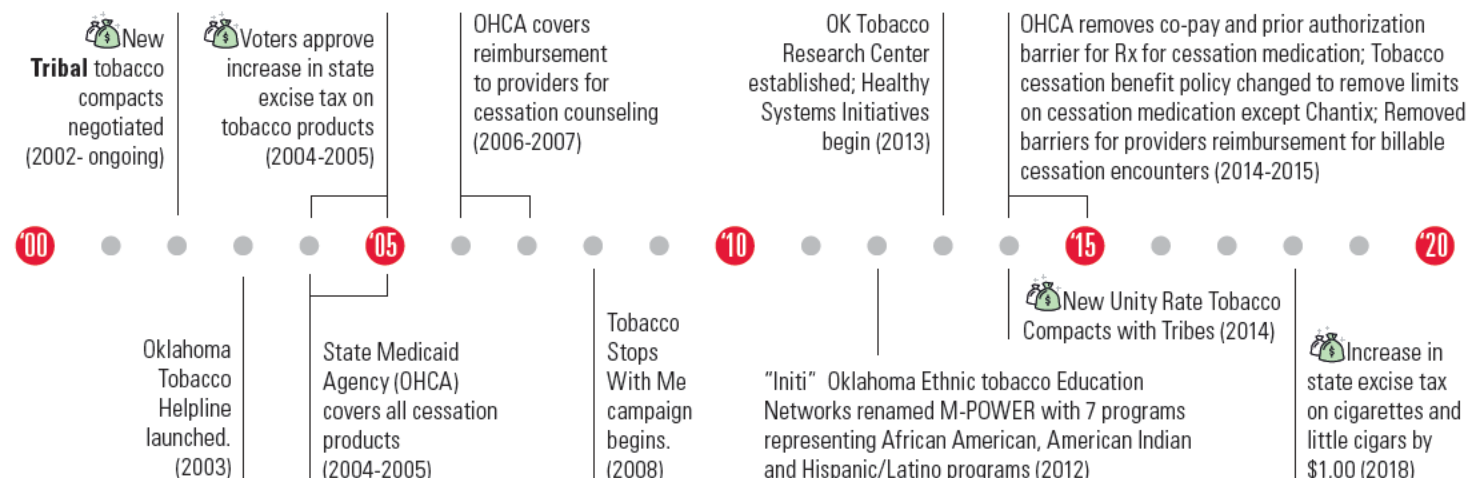 New
Tribal tobacco
compacts
negotiated
(2002- ongoing)
Voters approve
increase in state
excise tax on
tobacco products
(2004-2005)
OHCA covers
reimbursement
to providers for
cessation counseling
(2006-2007)
OK Tobacco
Research Center
established; Healthy
Systems Initiatives
begin (2013)
OHCA removes co-pay and prior authorization
barrier for Rx for cessation medication; Tobacco
cessation benefit policy changed to remove limits
on cessation medication except Chantix; Removed
barriers for providers reimbursement for billable
cessation encounters (2014-2015)
'00
'05
'10
'15
'20
Oklahoma
Tobacco
Helpline
launched.
(2003)
State Medicaid
Agency (OHCA)
covers all cessation
products
(2004-2005)
Tobacco
Stops
With Me
campaign
begins.
(2008)
"Initi" Oklahoma Ethnic tobacco Education
Networks renamed M-POWER with 7 programs
representing African American, American Indian
and Hispanic/Latino programs (2012)
New Unity Rate Tobacco
Compacts with Tribes (2014)
Increase in
state excise tax
on cigarettes and
little cigars by
$1.00 (2018)